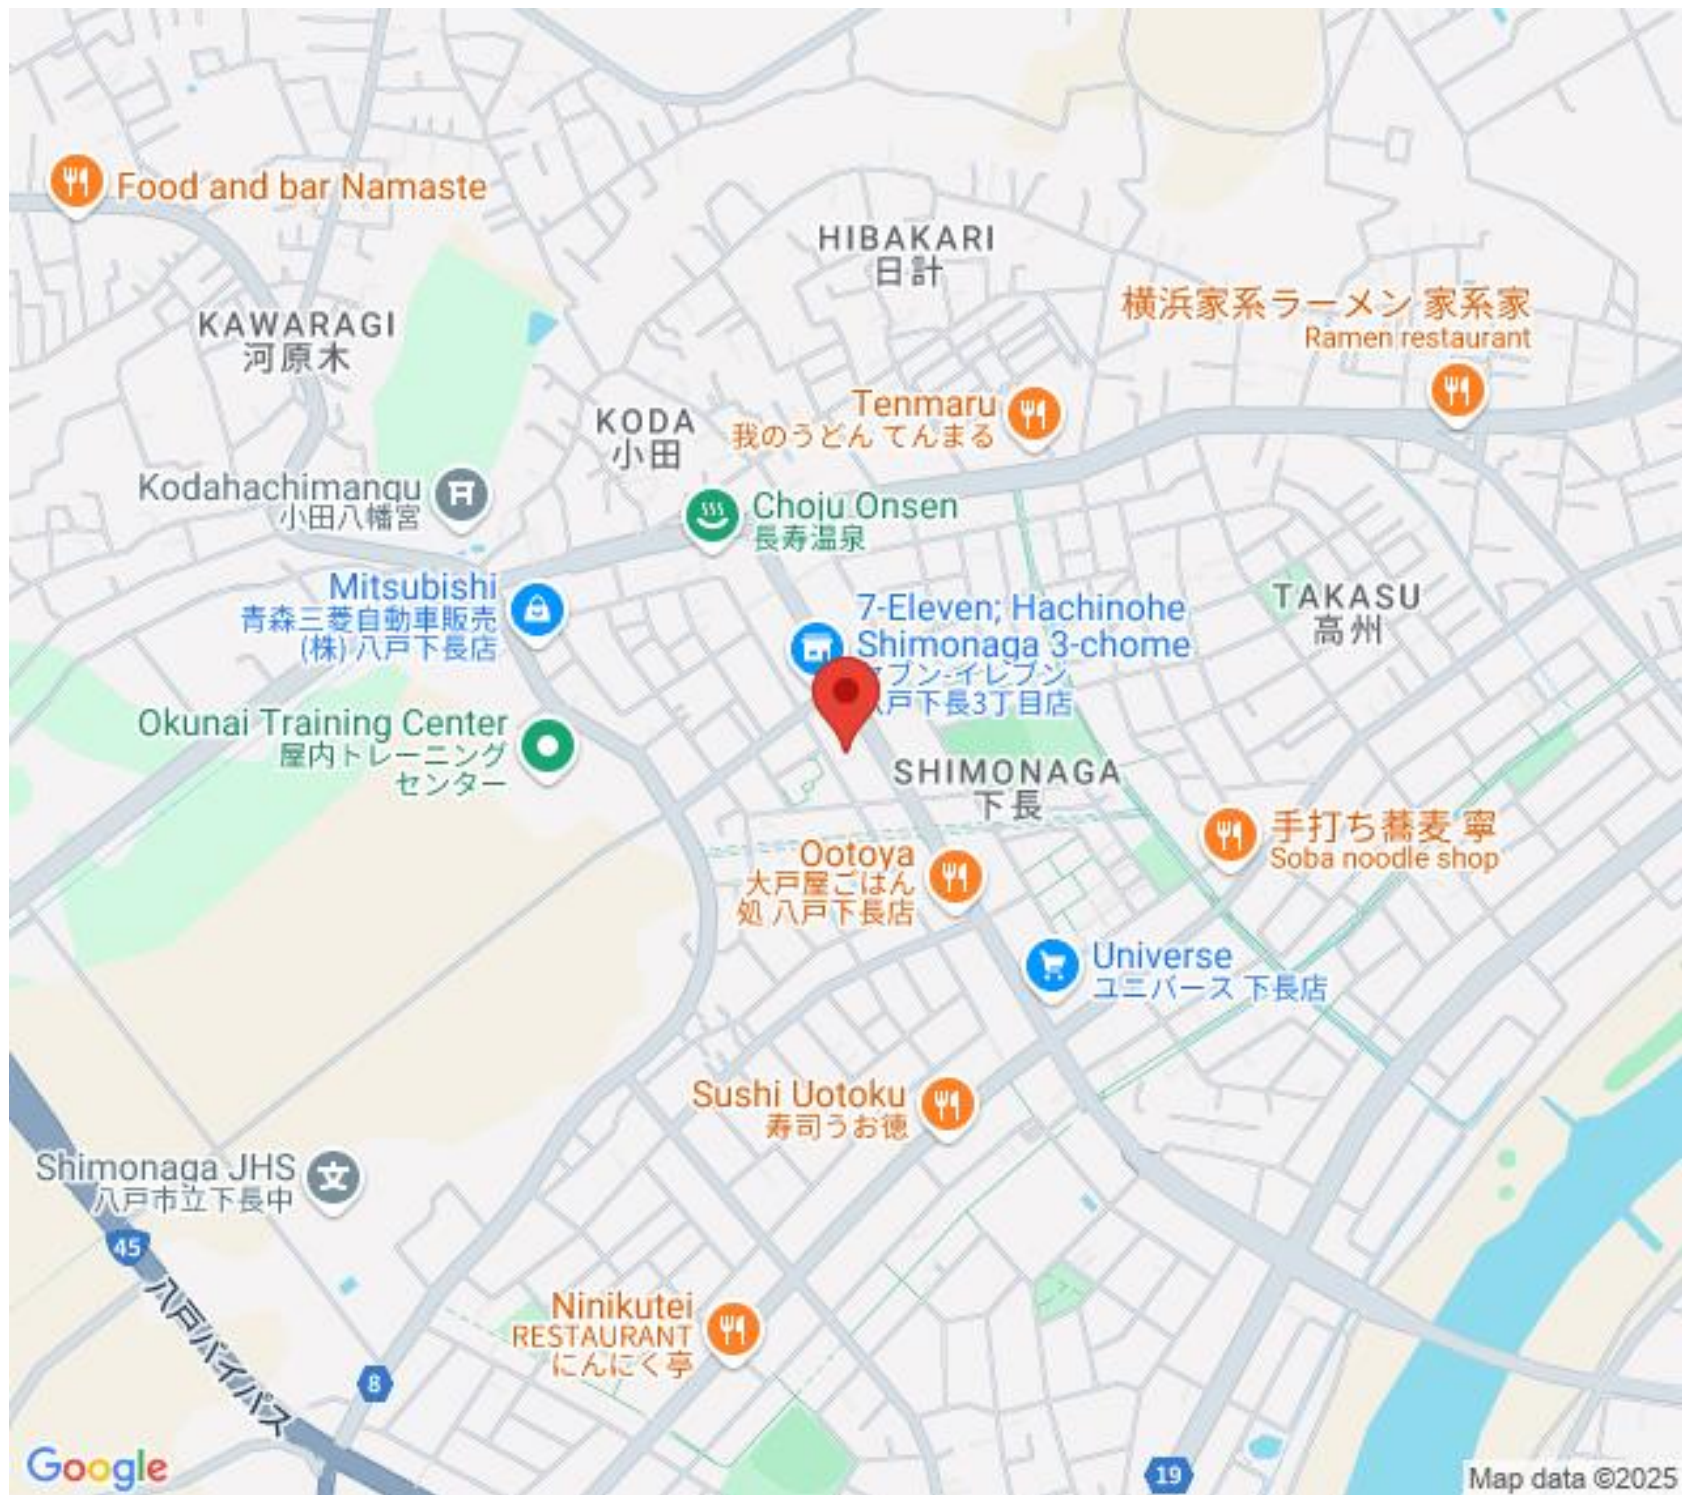 Food and bar Namaste
HIBAKARI
日計
横浜家系ラーメン 家系家
Ramen restaurant
KAWARAGI
河原木
KODA
小田
Tenmaru
我のうどん てんまる
Kodahachimangu
小田八幡宮
Choju Onsen
長寿温泉
Mitsubishi
青森三菱自動車販売
(株) 八戸下長店
7-Eleven; Hachinohe
Shimonaga 3-chome
ブン-イレブン
戸下長3丁目店
TAKASU
高州
Okunai Training Center
屋内トレーニング
センター
SHIMONAGA
下長
手打ち蕎麦 寧
Soba noodle shop
Ootoya
大戸屋ごはん
処 八戸下長店
Universe
ユニバース 下長店
Sushi Uotoku
寿司うお徳
Shimonaga JHS
八戸市立下長中
45
八戸バイパス
Ninikutei
RESTAURANT
にんにく亭
8
19
Google
Map data ©2025